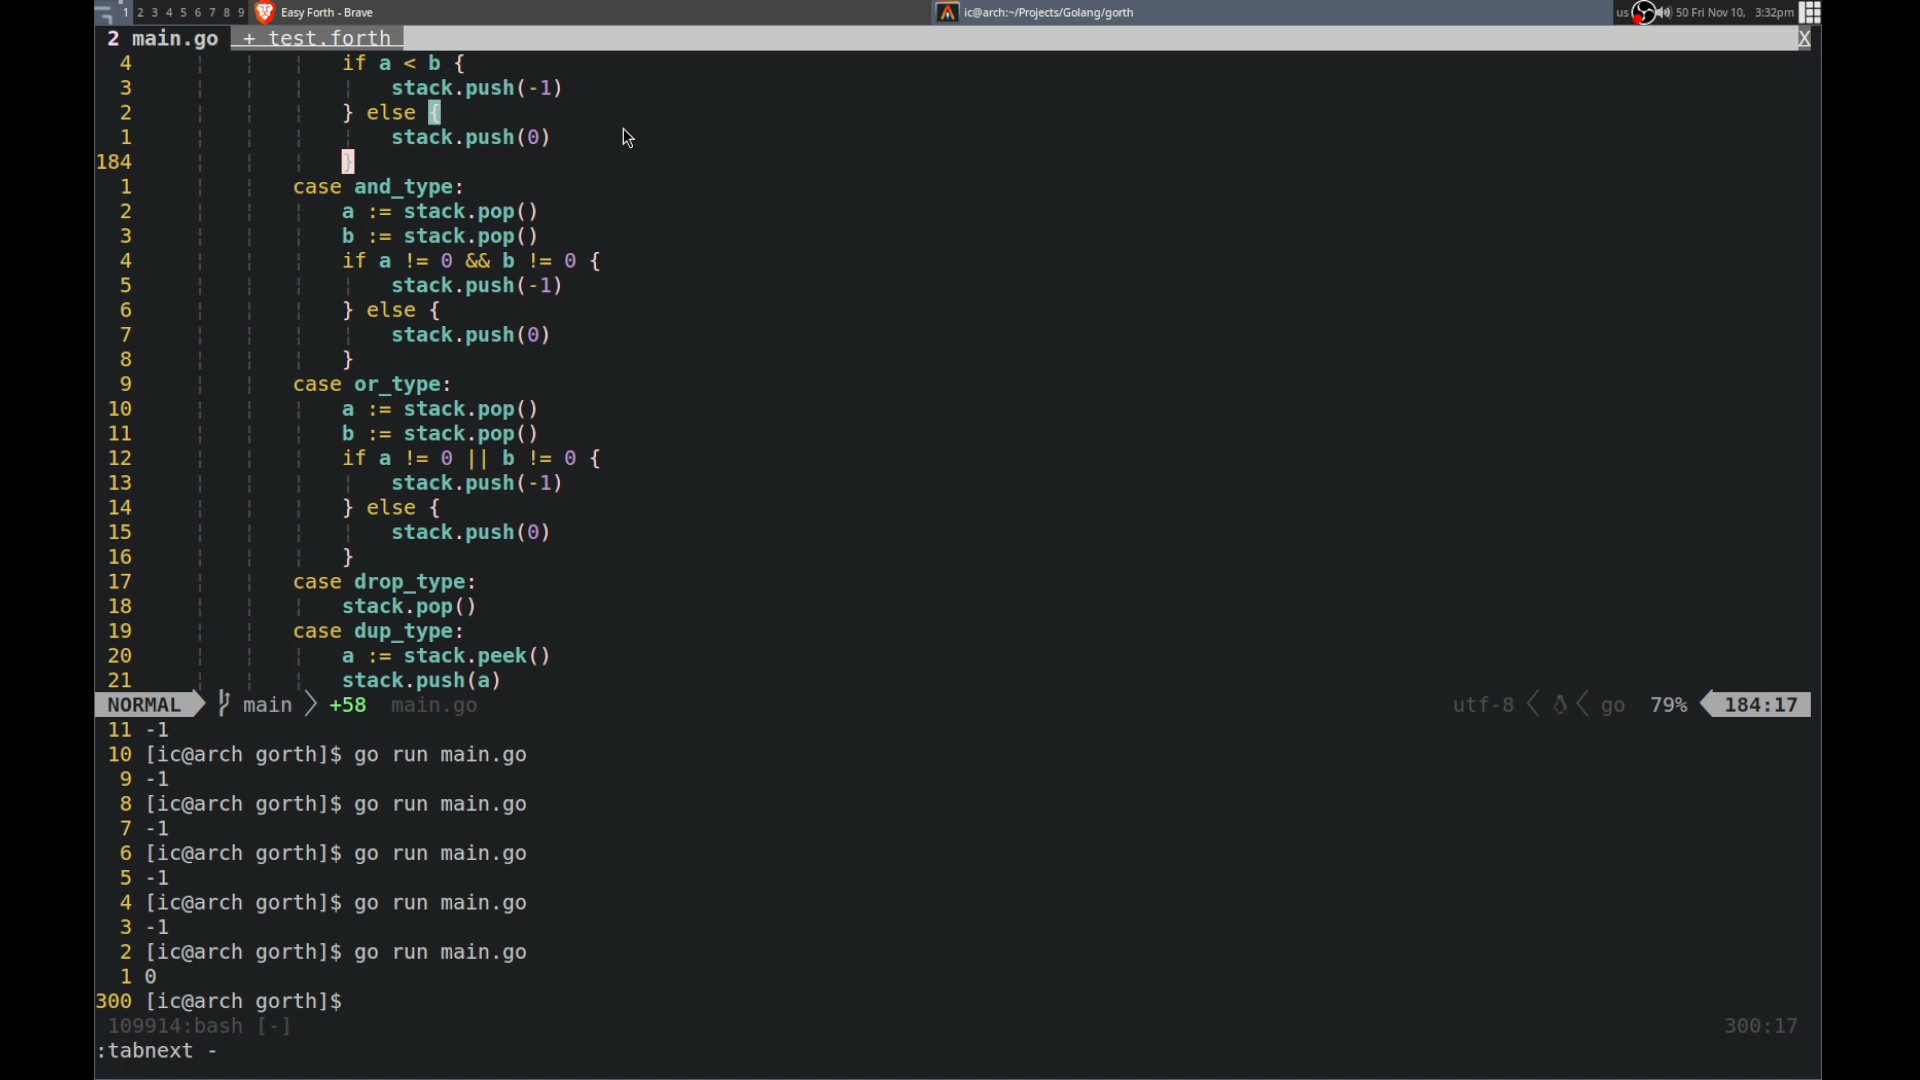 1 2 3 4 5 6 7 8 9 Easy Forth - Brave ic@arch:~/Projects/Golang/gorth us 50 Fri Nov 10, 3:32pm
2 main.go + test.forth X
4 if a < b {
3 stack.push(-1)
2 } else {
1 stack.push(0)
184 }
1 case and_type:
2 a := stack.pop()
3 b := stack.pop()
4 if a != 0 && b != 0 {
5 stack.push(-1)
6 } else {
7 stack.push(0)
8 }
9 case or_type:
10 a := stack.pop()
11 b := stack.pop()
12 if a != 0 || b != 0 {
13 stack.push(-1)
14 } else {
15 stack.push(0)
16 }
17 case drop_type:
18 stack.pop()
19 case dup_type:
20 a := stack.peek()
21 stack.push(a)
NORMAL main +58 main.go utf-8 go 79% 184:17
11 -1
10 [ic@arch gorth]$ go run main.go
9 -1
8 [ic@arch gorth]$ go run main.go
7 -1
6 [ic@arch gorth]$ go run main.go
5 -1
4 [ic@arch gorth]$ go run main.go
3 -1
2 [ic@arch gorth]$ go run main.go
1 0
300 [ic@arch gorth]$
109914:bash [-] 300:17
:tabnext -